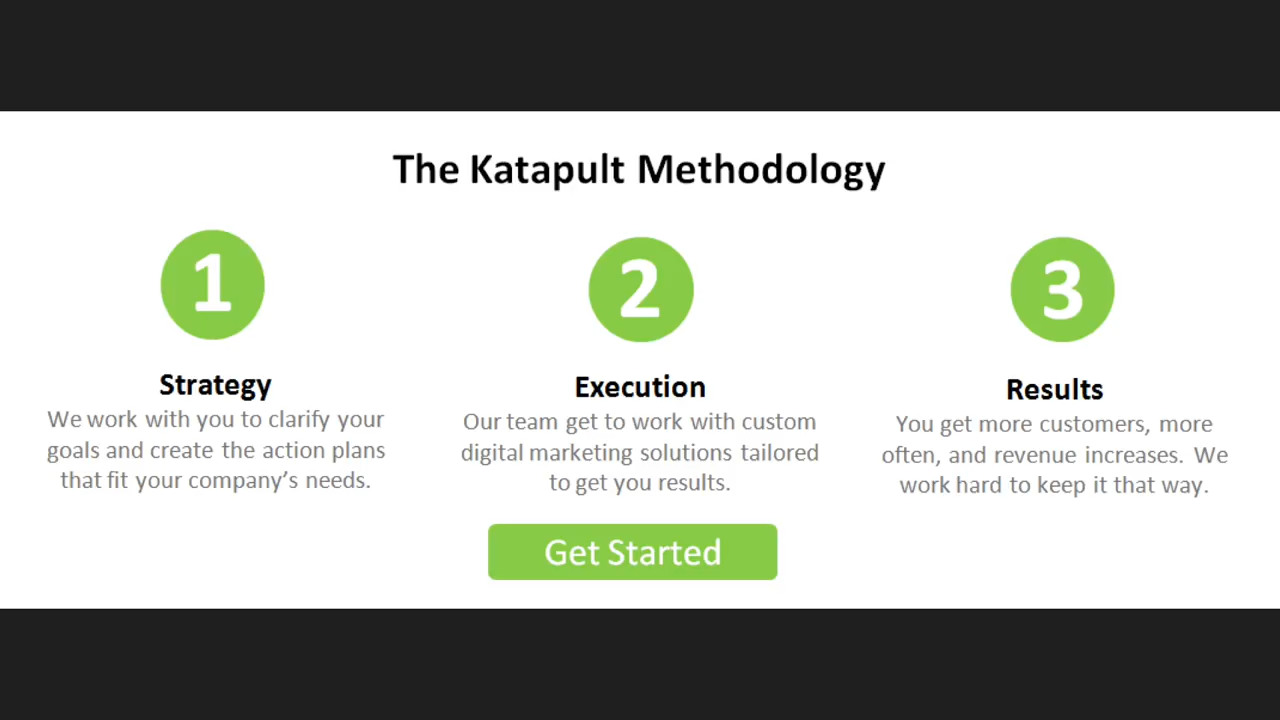 The Katapult Methodology
1
Strategy
We work with you to clarify your
goals and create the action plans
that fit your company’s needs.
2
Execution
Our team get to work with custom
digital marketing solutions tailored
to get you results.
3
Results
You get more customers, more
often, and revenue increases. We
work hard to keep it that way.
Get Started